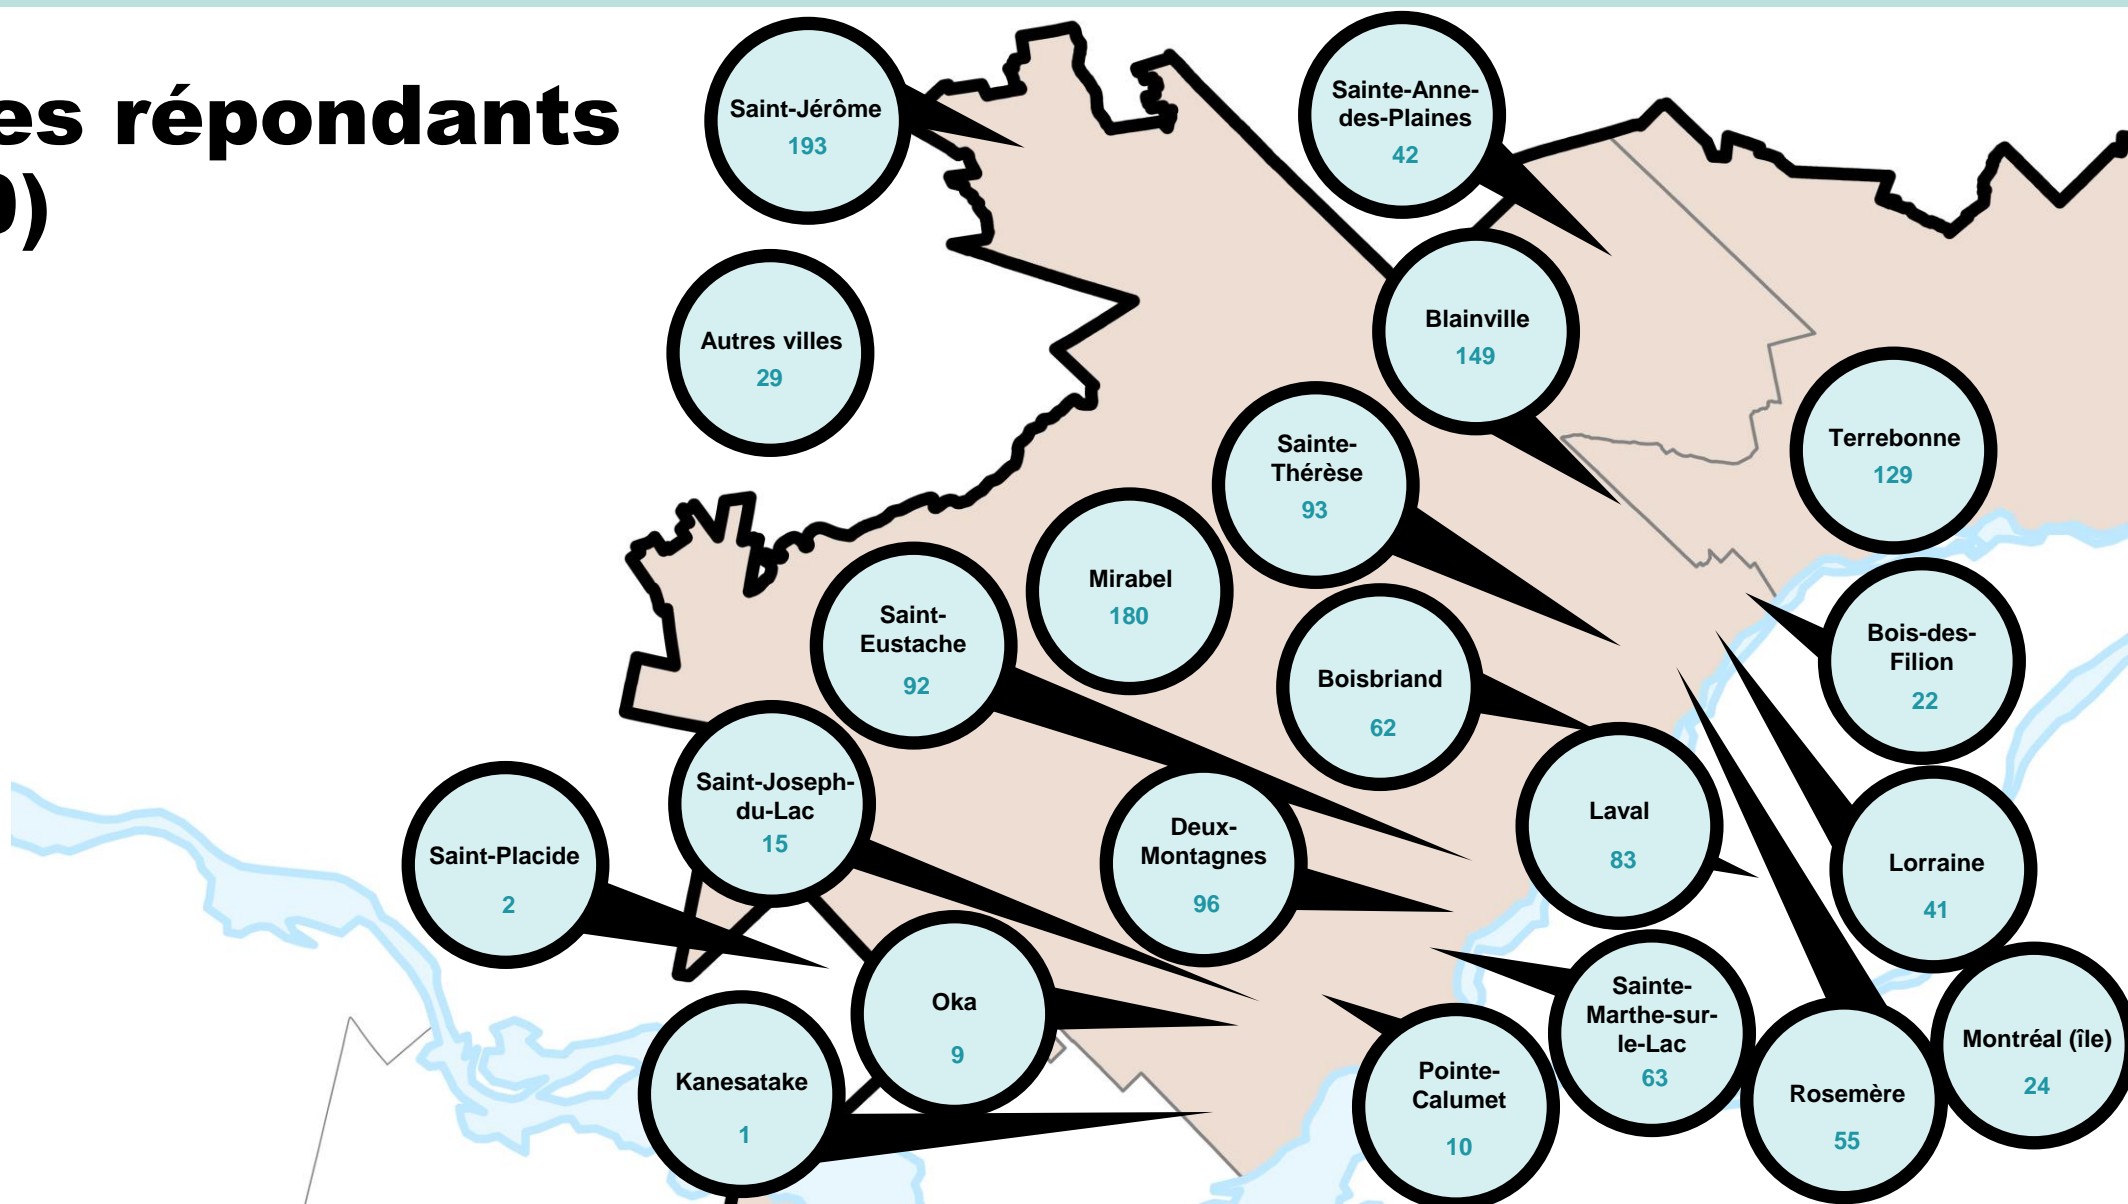 es répondants
0)
Saint-Jérôme
193
Sainte-Anne-
des-Plaines
42
Autres villes
29
Blainville
149
Sainte-
Thérèse
93
Terrebonne
129
Mirabel
180
Saint-
Eustache
92
Boisbriand
62
Bois-des-
Filion
22
Saint-Joseph-
du-Lac
15
Saint-Placide
2
Deux-
Montagnes
96
Laval
83
Lorraine
41
Oka
9
Kanesatake
1
Pointe-
Calumet
10
Sainte-
Marthe-sur-
le-Lac
63
Rosemère
55
Montréal (île)
24